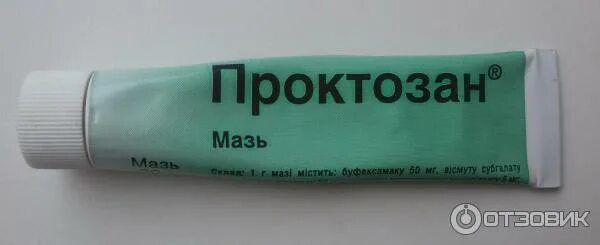 Проктозан®
Мазь
Мазь
Склад: 1 г мазі містить: буфексамаку 50 мг, вісмуту субгалату
ОТЗОВИК